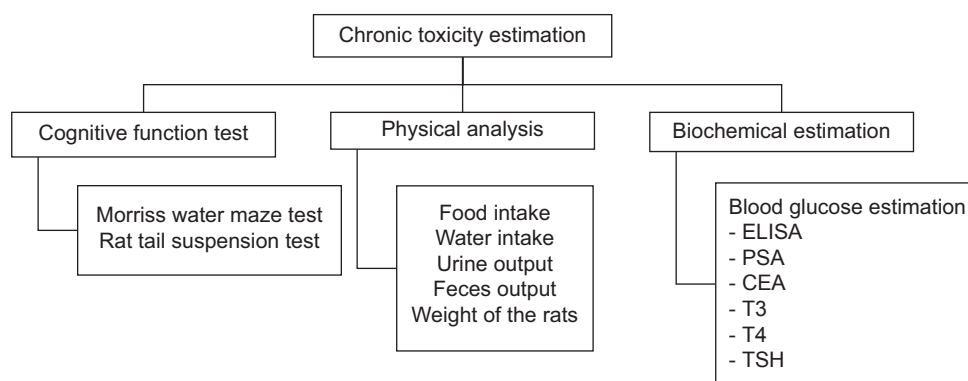 Chronic toxicity estimation
Cognitive function test
Physical analysis
Biochemical estimation
Morriss water maze test
Rat tail suspension test
Food intake
Water intake
Urine output
Feces output
Weight of the rats
Blood glucose estimation
- ELISA
- PSA
- CEA
- T3
- T4
- TSH